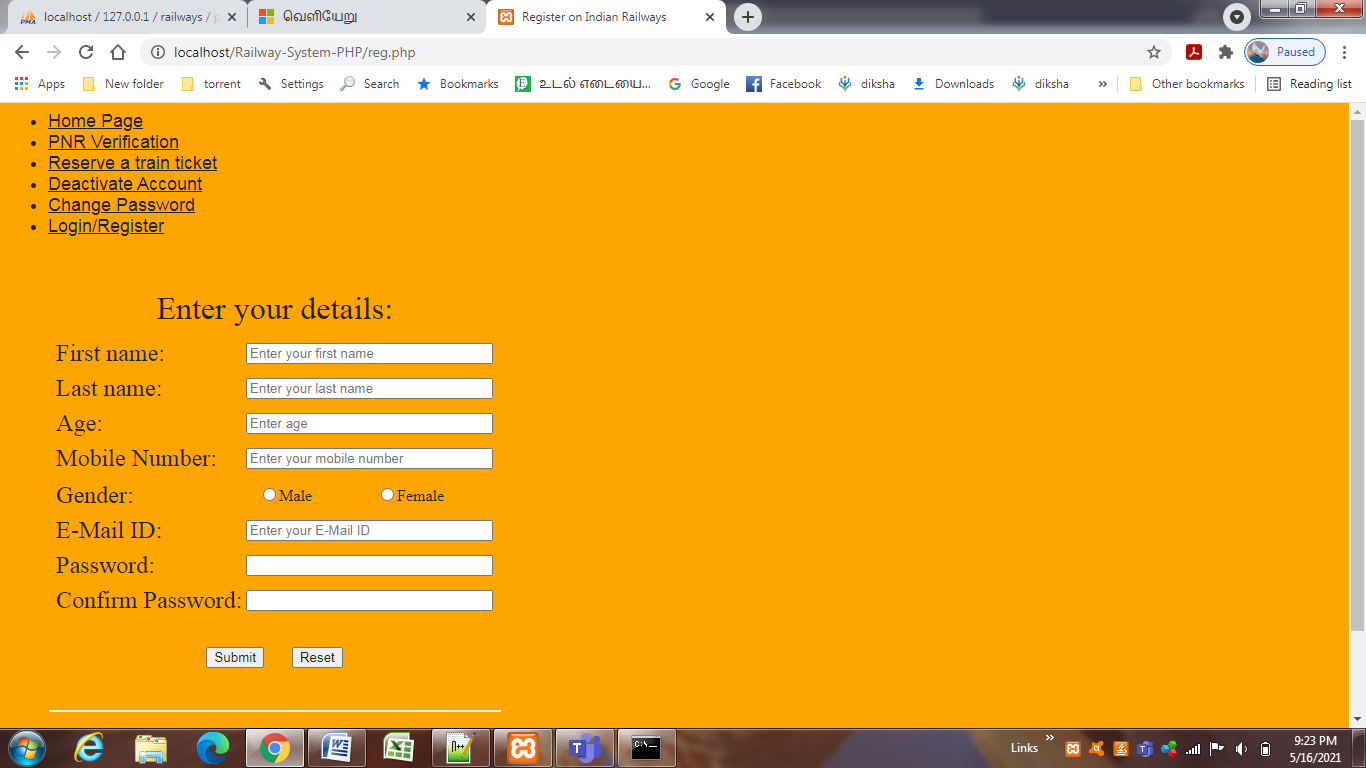 localhost / 127.0.0.1 / railways / p
வெளியேறு
Register on Indian Railways
localhost/Railway-System-PHP/reg.php
Paused
Apps New folder torrent Settings Search Bookmarks உடல் எடையை... Google Facebook diksha Downloads diksha » Other bookmarks Reading list
• Home Page
• PNR Verification
• Reserve a train ticket
• Deactivate Account
• Change Password
• Login/Register
Enter your details:
First name: Enter your first name
Last name: Enter your last name
Age: Enter age
Mobile Number: Enter your mobile number
Gender: Male Female
E-Mail ID: Enter your E-Mail ID
Password:
Confirm Password:
Submit Reset
Links »
9:23 PM
5/16/2021